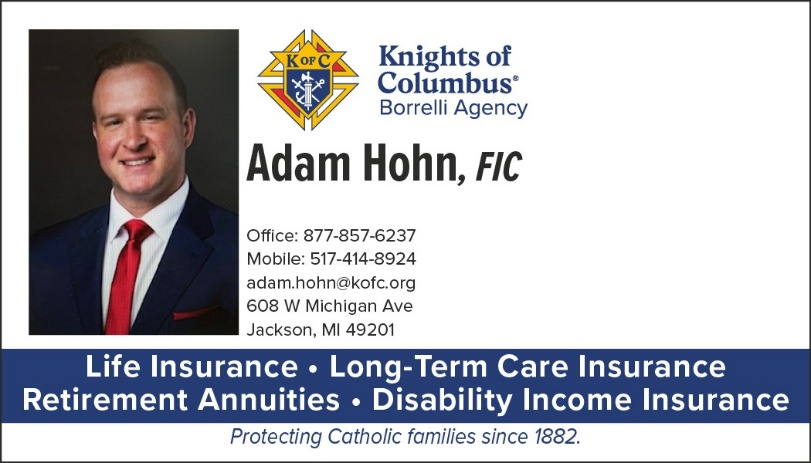 K OF C
Knights of
Columbus®
Borrelli Agency
Adam Hohn, FIC
Office: 877-857-6237
Mobile: 517-414-8924
adam.hohn@kofc.org
608 W Michigan Ave
Jackson, MI 49201
Life Insurance • Long-Term Care Insurance
Retirement Annuities • Disability Income Insurance
Protecting Catholic families since 1882.